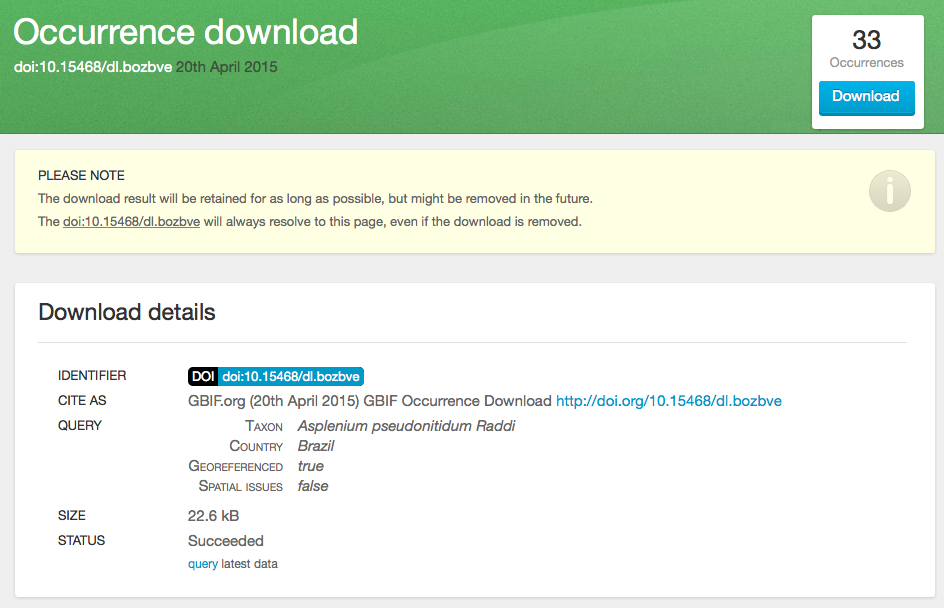 Occurrence download
doi:10.15468/dl.bozbve 20th April 2015
33
Occurrences
Download
PLEASE NOTE
The download result will be retained for as long as possible, but might be removed in the future.
The doi:10.15468/dl.bozbve will always resolve to this page, even if the download is removed.
i
Download details
IDENTIFIER DOI doi:10.15468/dl.bozbve
CITE AS GBIF.org (20th April 2015) GBIF Occurrence Download http://doi.org/10.15468/dl.bozbve
QUERY Taxon Asplenium pseudonitidum Raddi
Country Brazil
Georeferenced true
Spatial issues false
SIZE 22.6 kB
STATUS Succeeded
query latest data